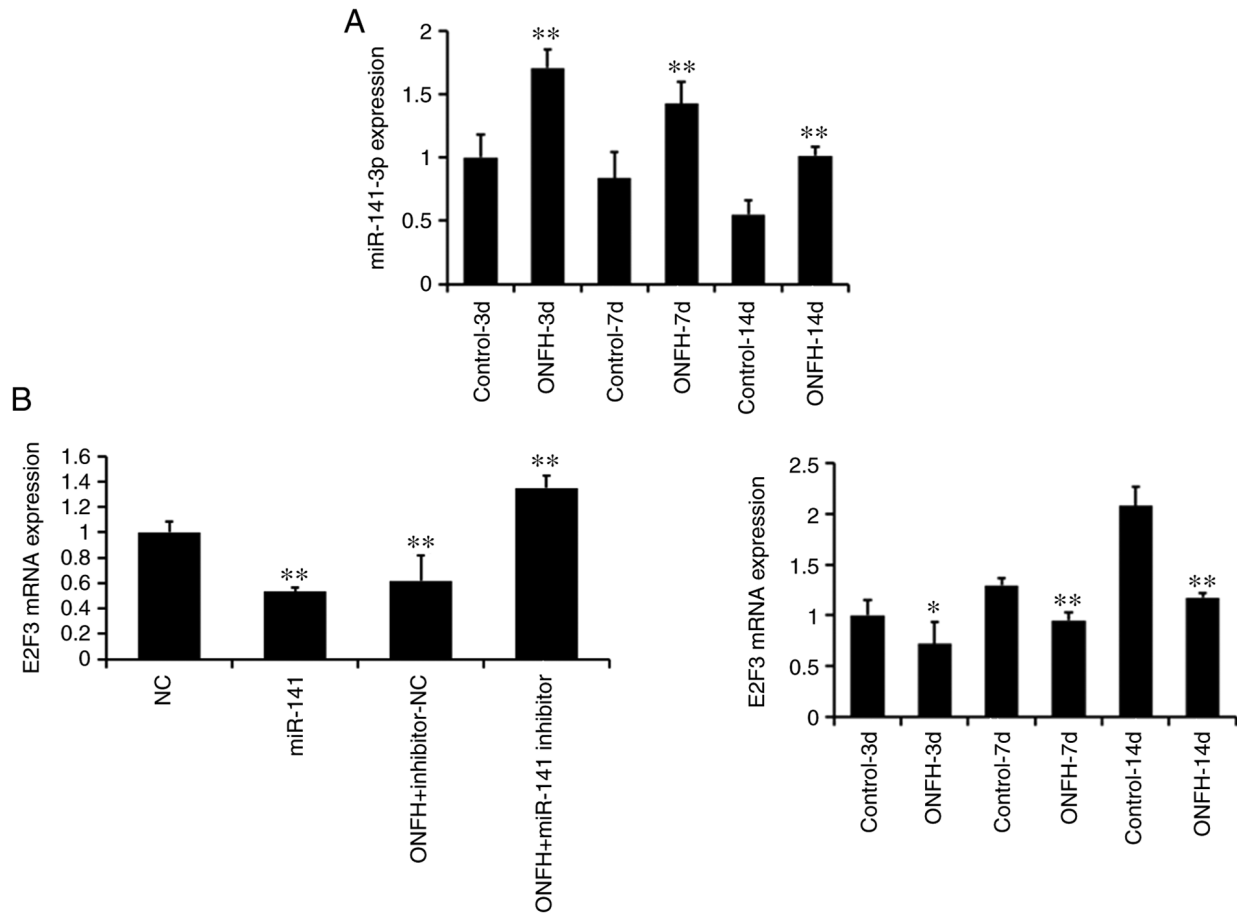 A
miR-141-3p expression
2
1.5
1
0.5
0
**
**
**
Control-3d
ONFH-3d
Control-7d
ONFH-7d
Control-14d
ONFH-14d
B
E2F3 mRNA expression
1.6
1.4
1.2
1
0.8
0.6
0.4
0.2
0
**
**
**
NC
miR-141
ONFH+inhibitor-NC
ONFH+miR-141 inhibitor
E2F3 mRNA expression
2.5
2
1.5
1
0.5
0
*
**
**
Control-3d
ONFH-3d
Control-7d
ONFH-7d
Control-14d
ONFH-14d